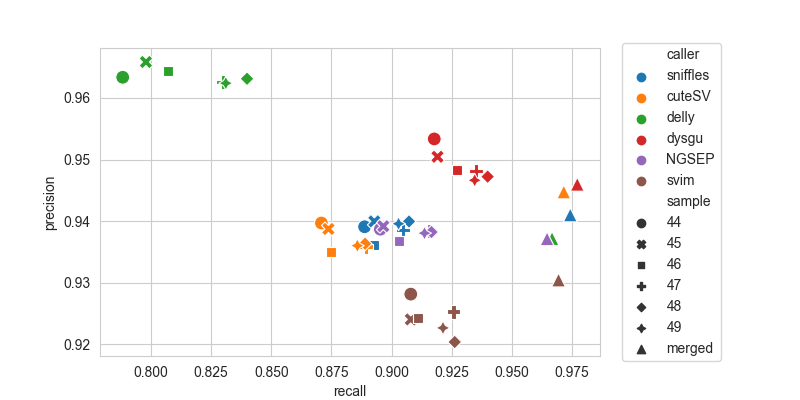 0.96
0.95
0.94
0.93
0.92
precision
0.800 0.825 0.850 0.875 0.900 0.925 0.950 0.975
recall
caller
sniffles
cuteSV
delly
dysgu
NGSEP
svim
sample
44
45
46
47
48
49
merged